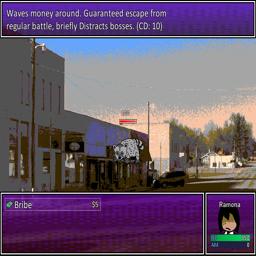 Waves money around. Guaranteed escape from
regular battle, briefly Distracts bosses. (CD: 10)
Bribe $5
Ramona